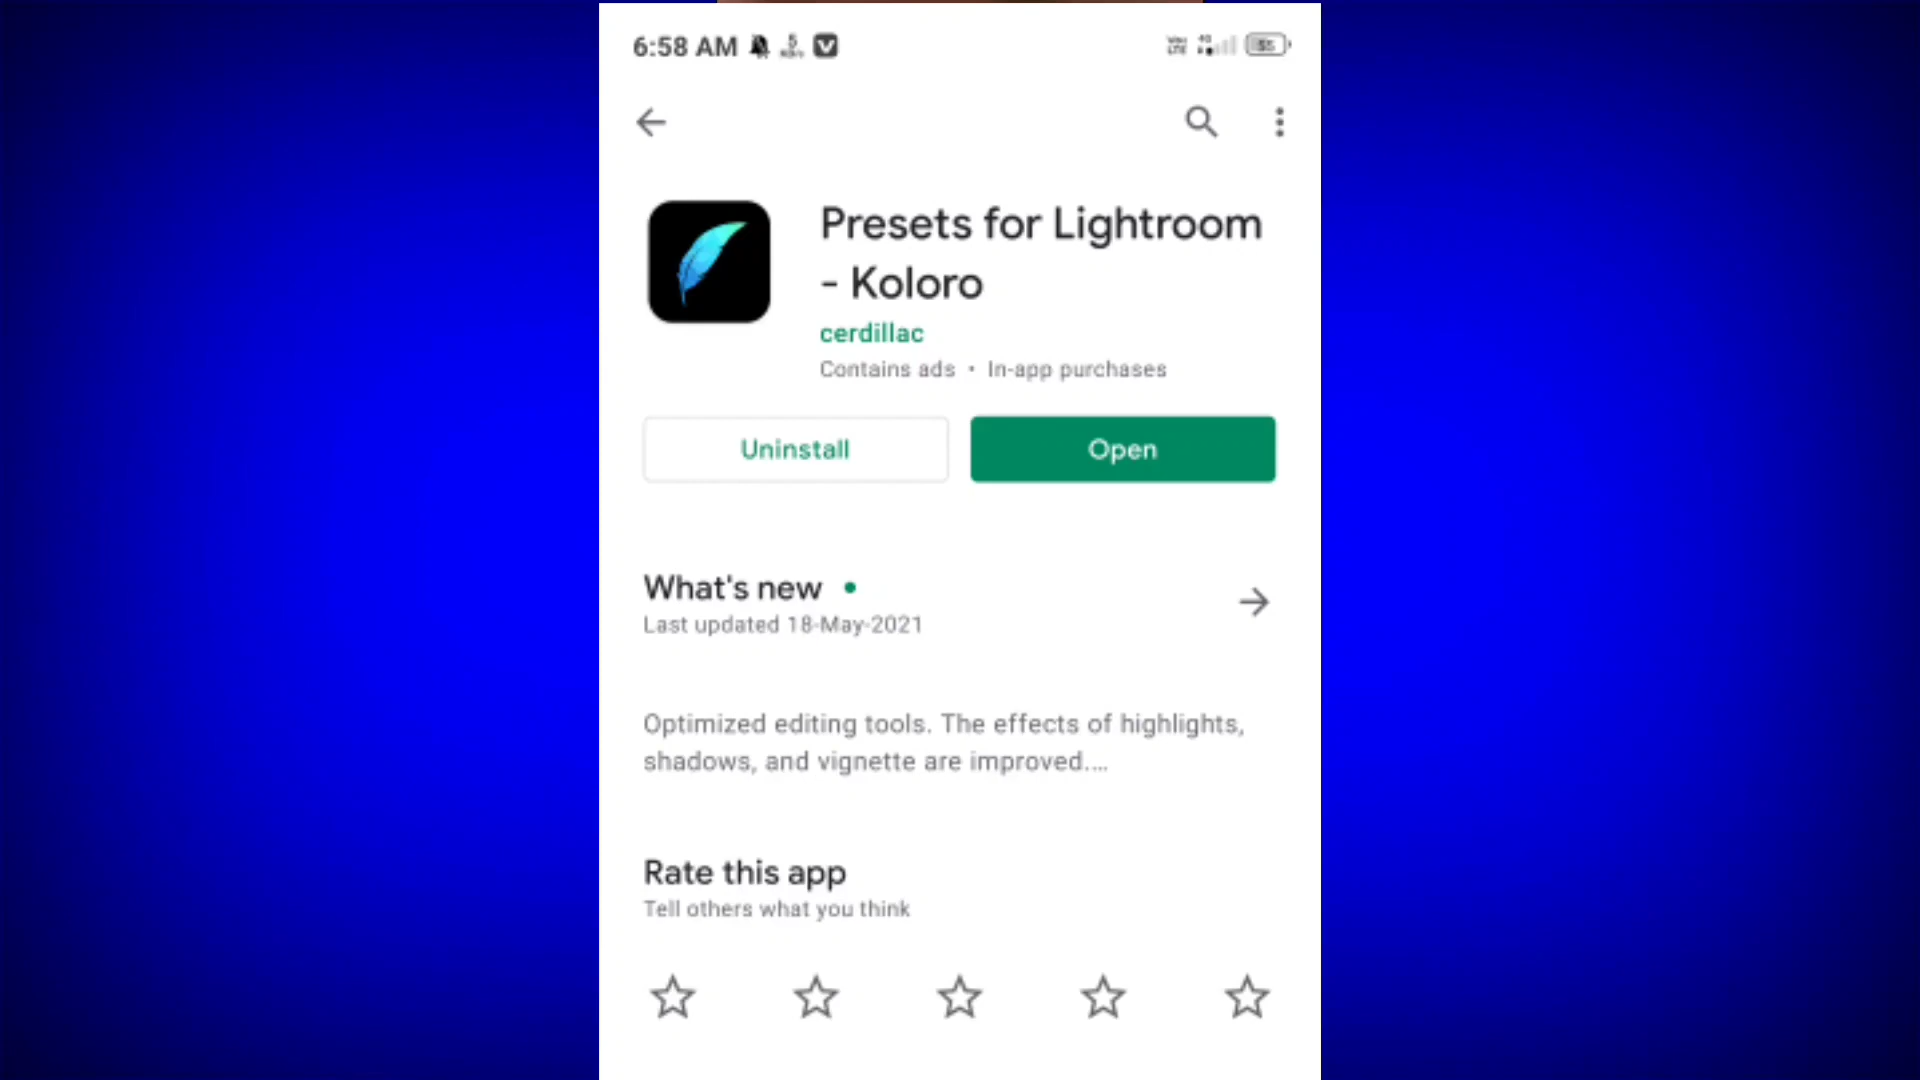 6:58 AM
Presets for Lightroom
- Koloro
cerdillac
Contains ads • In-app purchases
Uninstall
Open
What's new •
Last updated 18-May-2021
Optimized editing tools. The effects of highlights,
shadows, and vignette are improved....
Rate this app
Tell others what you think